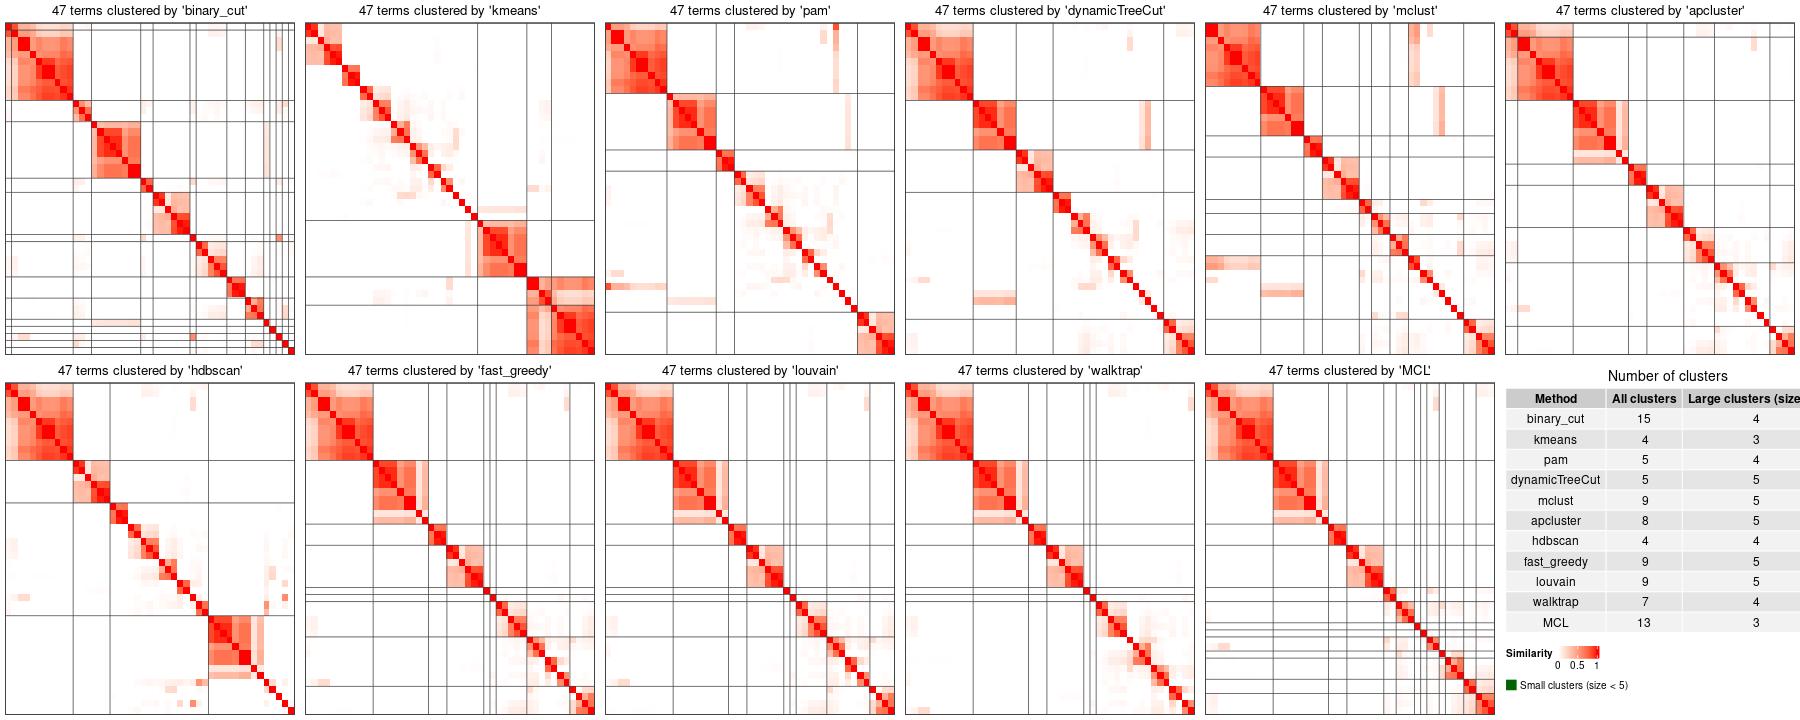 47 terms clustered by 'binary_cut'
47 terms clustered by 'kmeans'
47 terms clustered by 'pam'
47 terms clustered by 'dynamicTreeCut'
47 terms clustered by 'mclust'
47 terms clustered by 'apcluster'
47 terms clustered by 'hdbscan'
47 terms clustered by 'fast_greedy'
47 terms clustered by 'louvain'
47 terms clustered by 'walktrap'
47 terms clustered by 'MCL'
Number of clusters
Method All clusters Large clusters (size
binary_cut 15 4
kmeans 4 3
pam 5 4
dynamicTreeCut 5 5
mclust 9 5
apcluster 8 5
hdbscan 4 4
fast_greedy 9 5
louvain 9 5
walktrap 7 4
MCL 13 3
Similarity
0 0.5 1
Small clusters (size < 5)